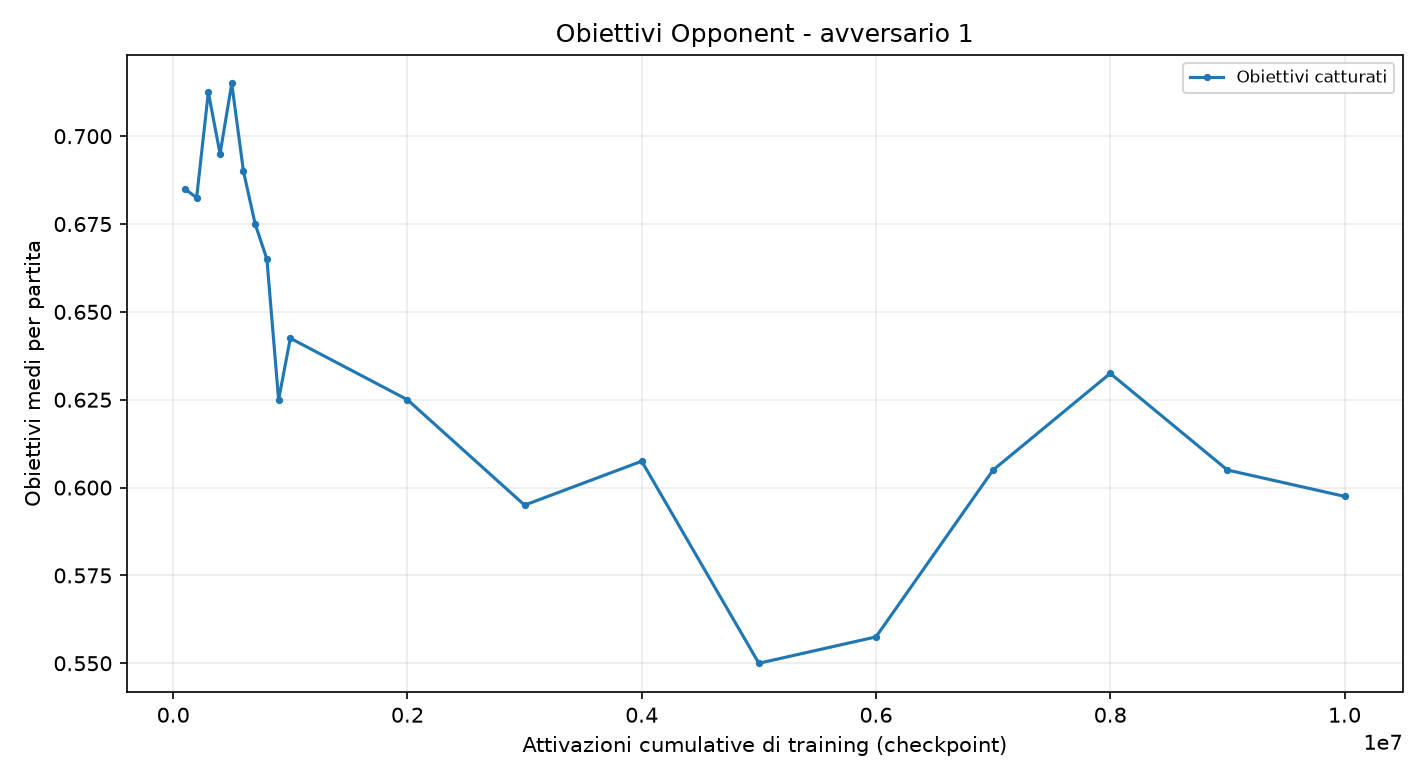 Obiettivi Opponent - avversario 1
Obiettivi catturati
Obiettivi medi per partita
0.700
0.675
0.650
0.625
0.600
0.575
0.550
0.0 0.2 0.4 0.6 0.8 1.0
1e7
Attivazioni cumulative di training (checkpoint)